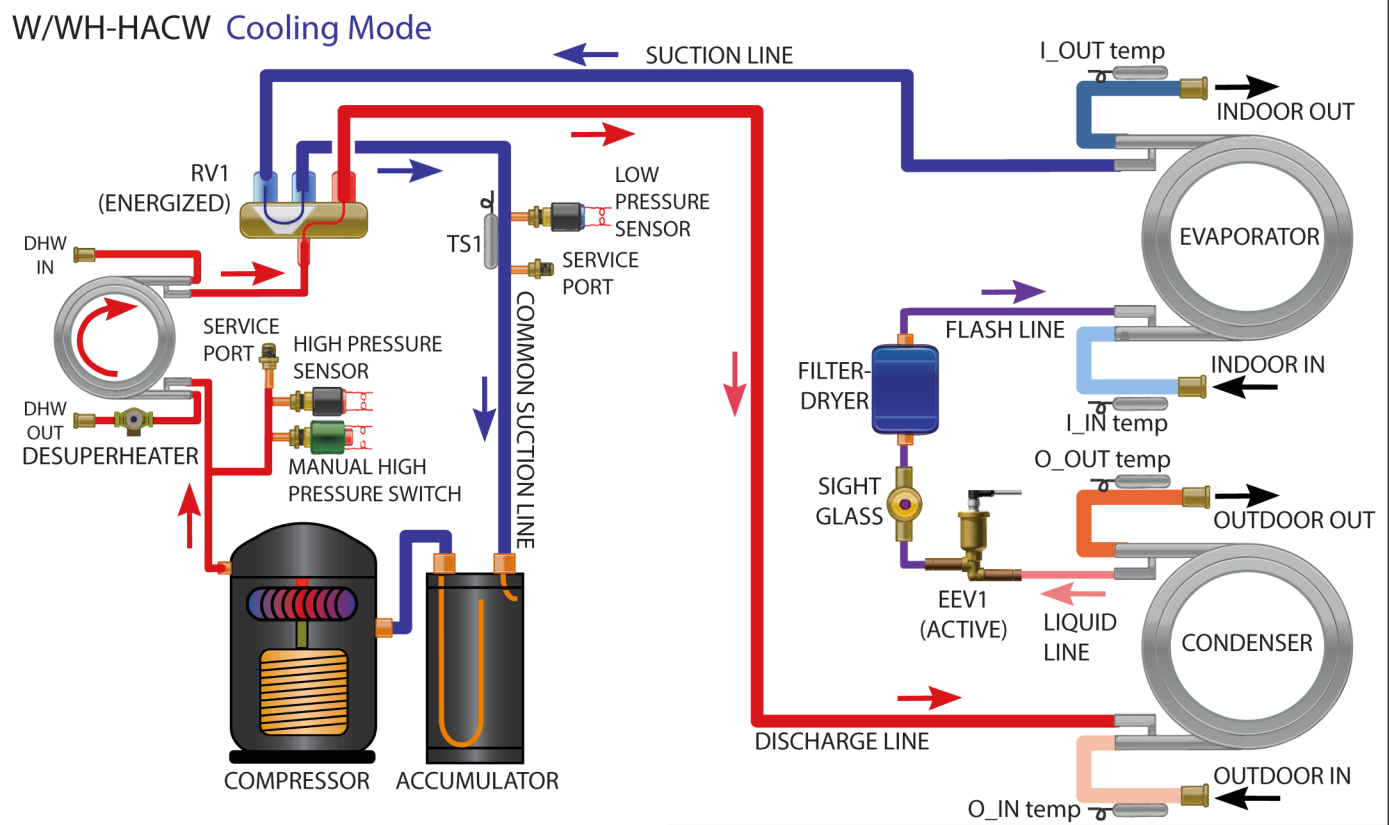 W/WH-HACW Cooling Mode
SUCTION LINE
I_OUT temp
INDOOR OUT
RV1
(ENERGIZED)
LOW
PRESSURE
SENSOR
TS1
SERVICE
PORT
EVAPORATOR
DHW
IN
SERVICE
PORT
HIGH PRESSURE
SENSOR
COMMON SUCTION LINE
FLASH LINE
FILTER-
DRYER
INDOOR IN
I_IN temp
DHW
OUT
DESUPERHEATER
MANUAL HIGH
PRESSURE SWITCH
O_OUT temp
SIGHT
GLASS
OUTDOOR OUT
EEV1
(ACTIVE)
LIQUID
LINE
CONDENSER
DISCHARGE LINE
COMPRESSOR
ACCUMULATOR
OUTDOOR IN
O_IN temp